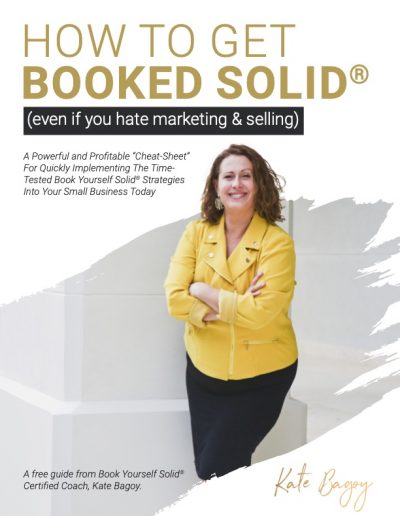 HOW TO GET
BOOKED SOLID®
(even if you hate marketing & selling)
A Powerful and Profitable “Cheat-Sheet”
For Quickly Implementing The Time-
Tested Book Yourself Solid® Strategies
Into Your Small Business Today
A free guide from Book Yourself Solid®
Certified Coach, Kate Bagoy.
Kate Bagoy